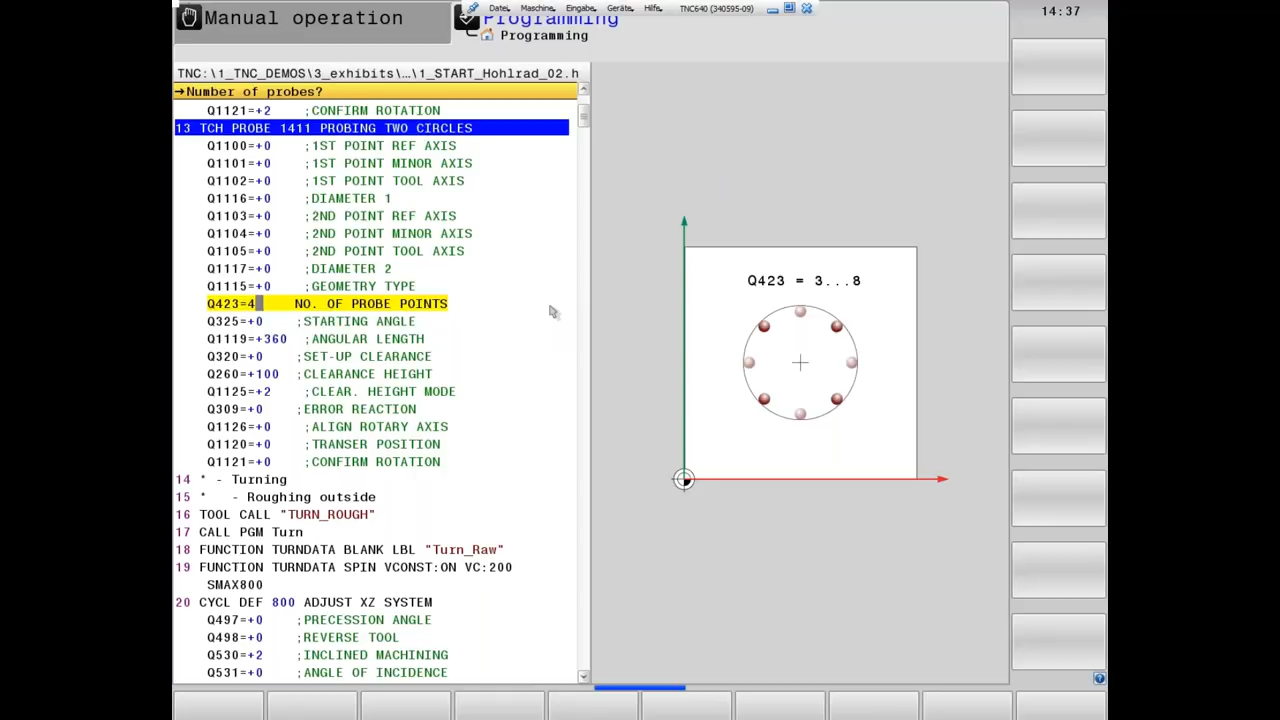 Manual operation
Datei Maschine Eingabe Geräte Hilfe TNC640 (340595-09)
Programming
Programming
14:37
TNC:\1_TNC_DEMOS\3_exhibits\...\1_START_Hohlrad_02.h
→Number of probes?
Q1121=+2 ;CONFIRM ROTATION
13 TCH PROBE 1411 PROBING TWO CIRCLES
Q1100=+0 ;1ST POINT REF AXIS
Q1101=+0 ;1ST POINT MINOR AXIS
Q1102=+0 ;1ST POINT TOOL AXIS
Q1116=+0 ;DIAMETER 1
Q1103=+0 ;2ND POINT REF AXIS
Q1104=+0 ;2ND POINT MINOR AXIS
Q1105=+0 ;2ND POINT TOOL AXIS
Q1117=+0 ;DIAMETER 2
Q1115=+0 ;GEOMETRY TYPE
Q423=4 NO. OF PROBE POINTS
Q325=+0 ;STARTING ANGLE
Q1119=+360 ;ANGULAR LENGTH
Q320=+0 ;SET-UP CLEARANCE
Q260=+100 ;CLEARANCE HEIGHT
Q1125=+2 ;CLEAR. HEIGHT MODE
Q309=+0 ;ERROR REACTION
Q1126=+0 ;ALIGN ROTARY AXIS
Q1120=+0 ;TRANSER POSITION
Q1121=+0 ;CONFIRM ROTATION
14 * - Turning
15 * - Roughing outside
16 TOOL CALL "TURN_ROUGH"
17 CALL PGM Turn
18 FUNCTION TURNDATA BLANK LBL "Turn_Raw"
19 FUNCTION TURNDATA SPIN VCONST:ON VC:200
SMAX800
20 CYCL DEF 800 ADJUST XZ SYSTEM
Q497=+0 ;PRECESSION ANGLE
Q498=+0 ;REVERSE TOOL
Q530=+2 ;INCLINED MACHINING
Q531=+0 ;ANGLE OF INCIDENCE
Q423 = 3...8